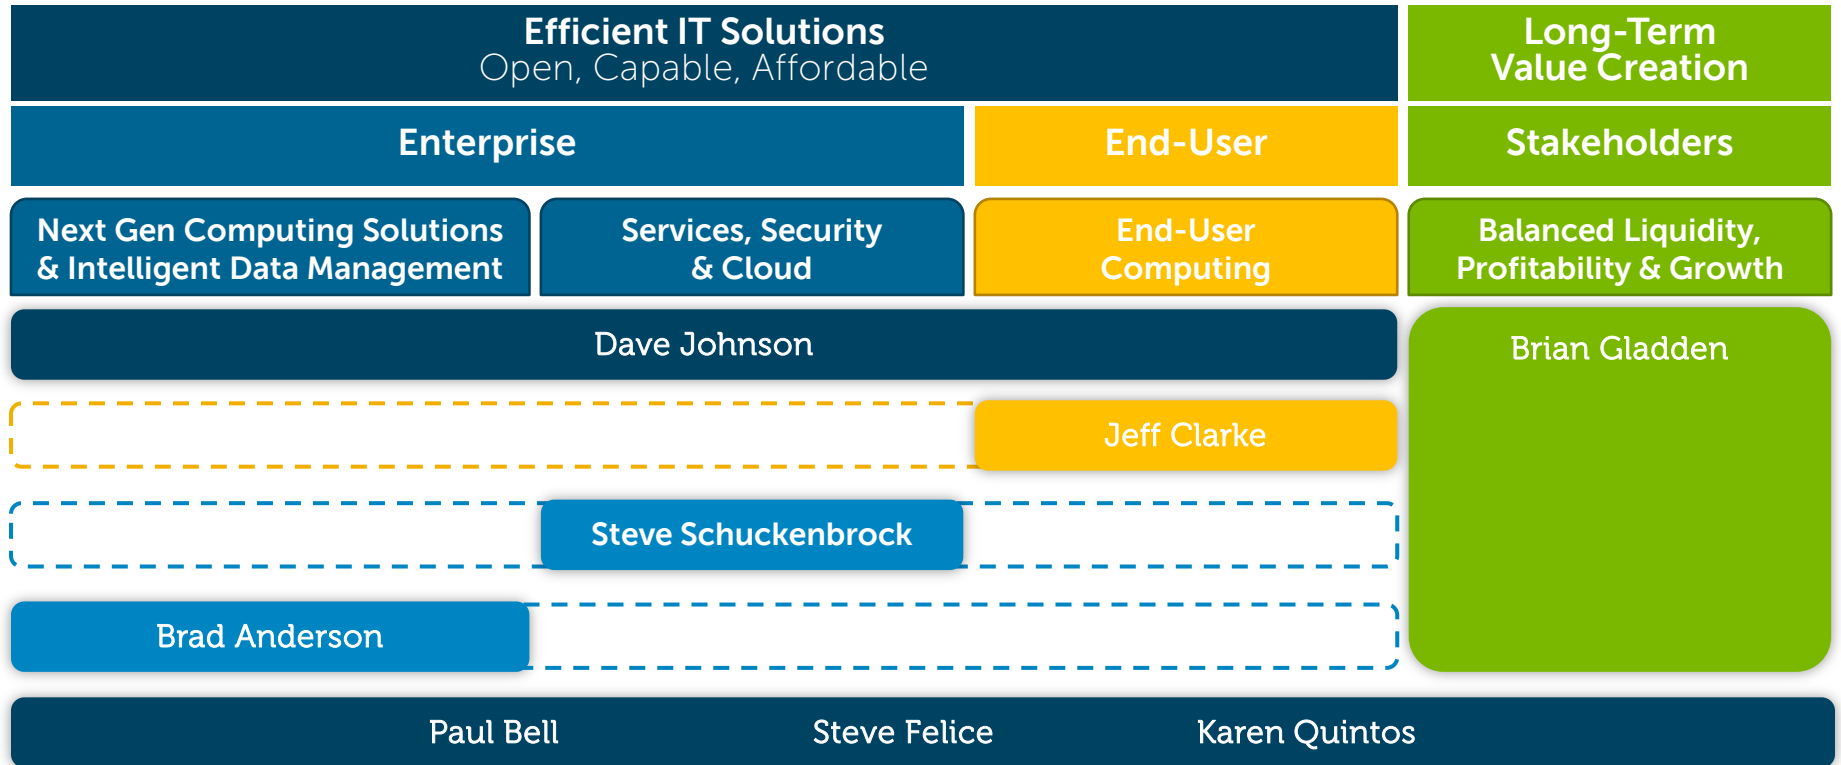 Efficient IT Solutions
Open, Capable, Affordable
Long-Term
Value Creation
Enterprise
End-User
Stakeholders
Next Gen Computing Solutions
& Intelligent Data Management
Services, Security
& Cloud
End-User
Computing
Balanced Liquidity,
Profitability & Growth
Dave Johnson
Brian Gladden
Jeff Clarke
Steve Schuckenbrock
Brad Anderson
Paul Bell
Steve Felice
Karen Quintos